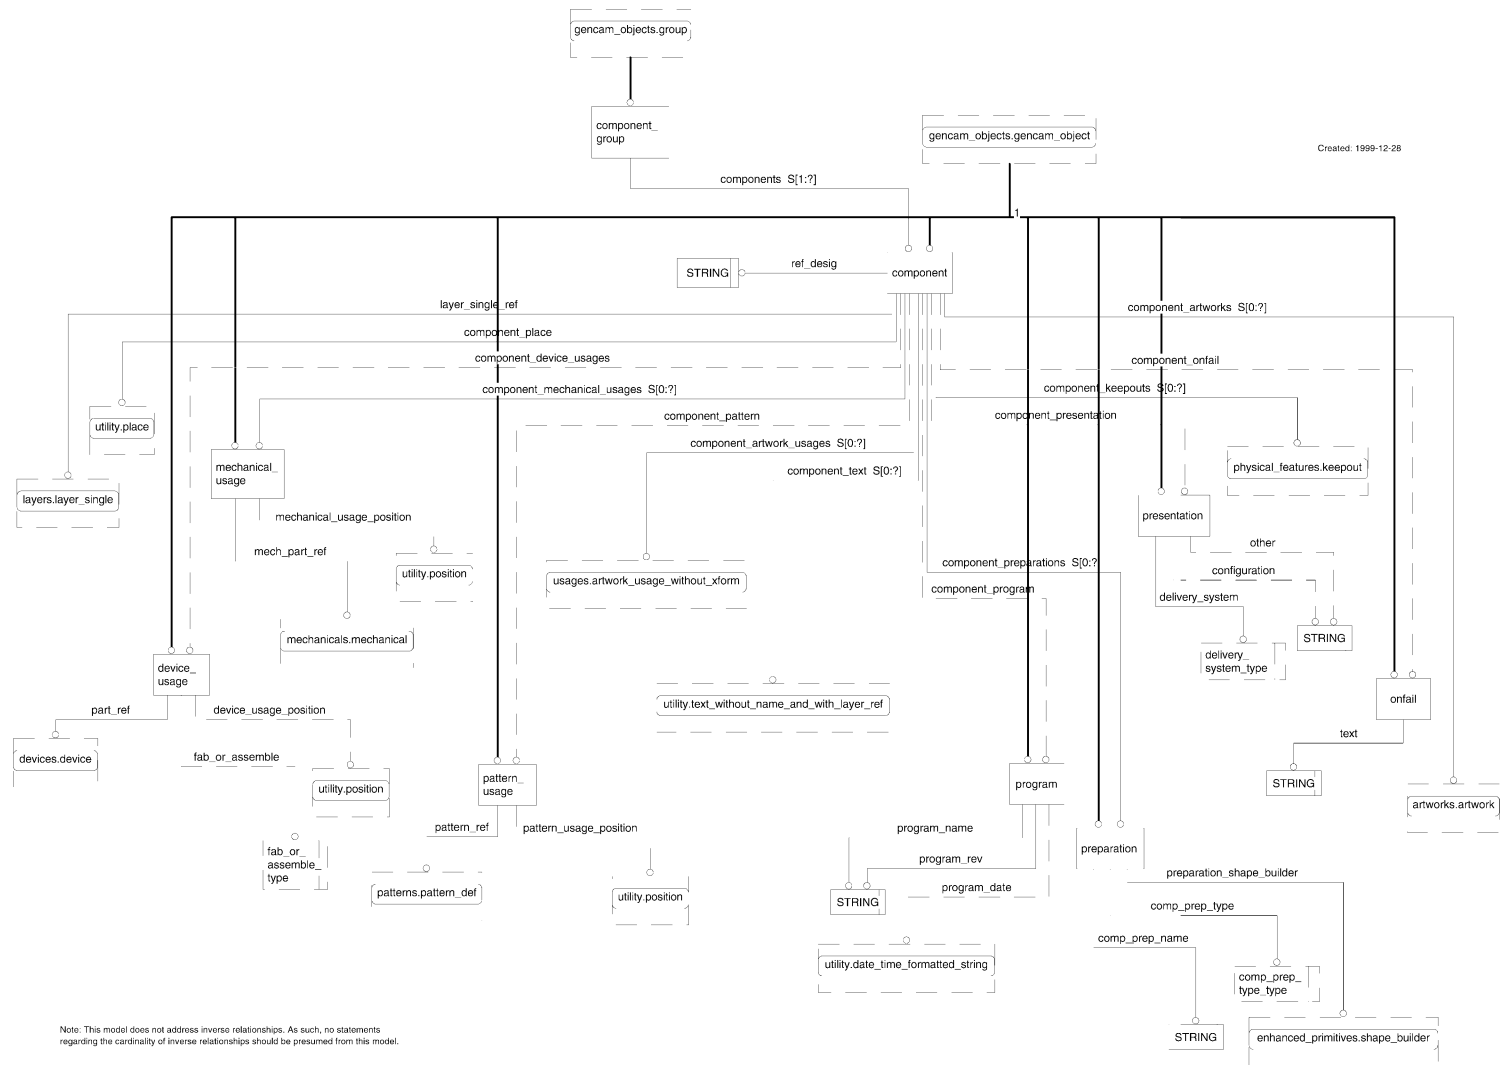 gencam_objects.group
component_
group
gencam_objects.gencam_object
Created: 1999-12-28
components S[1:?]
1
STRING
ref_desig
component
layer_single_ref
component_artworks S[0:?]
component_place
component_device_usages
component_onfail
component_mechanical_usages S[0:?]
component_keepouts S[0:?]
component_pattern
component_presentation
utility.place
component_artwork_usages S[0:?]
mechanical_
usage
component_text S[0:?]
physical_features.keepout
layers.layer_single
mechanical_usage_position
presentation
mech_part_ref
other
utility.position
usages.artwork_usage_without_xform
component_preparations S[0:?
configuration
component_program
delivery_system
mechanicals.mechanical
STRING
delivery_
system_type
device_
usage
utility.text_without_name_and_with_layer_ref
onfail
part_ref
device_usage_position
text
devices.device
fab_or_assemble
utility.position
pattern_
usage
program
STRING
artworks.artwork
pattern_ref
pattern_usage_position
program_name
preparation
fab_or_
assemble_
type
program_rev
preparation_shape_builder
patterns.pattern_def
utility.position
program_date
STRING
comp_prep_type
comp_prep_name
utility.date_time_formatted_string
comp_prep_
type_type
Note: This model does not address inverse relationships. As such, no statements
regarding the cardinality of inverse relationships should be presumed from this model.
STRING
enhanced_primitives.shape_builder